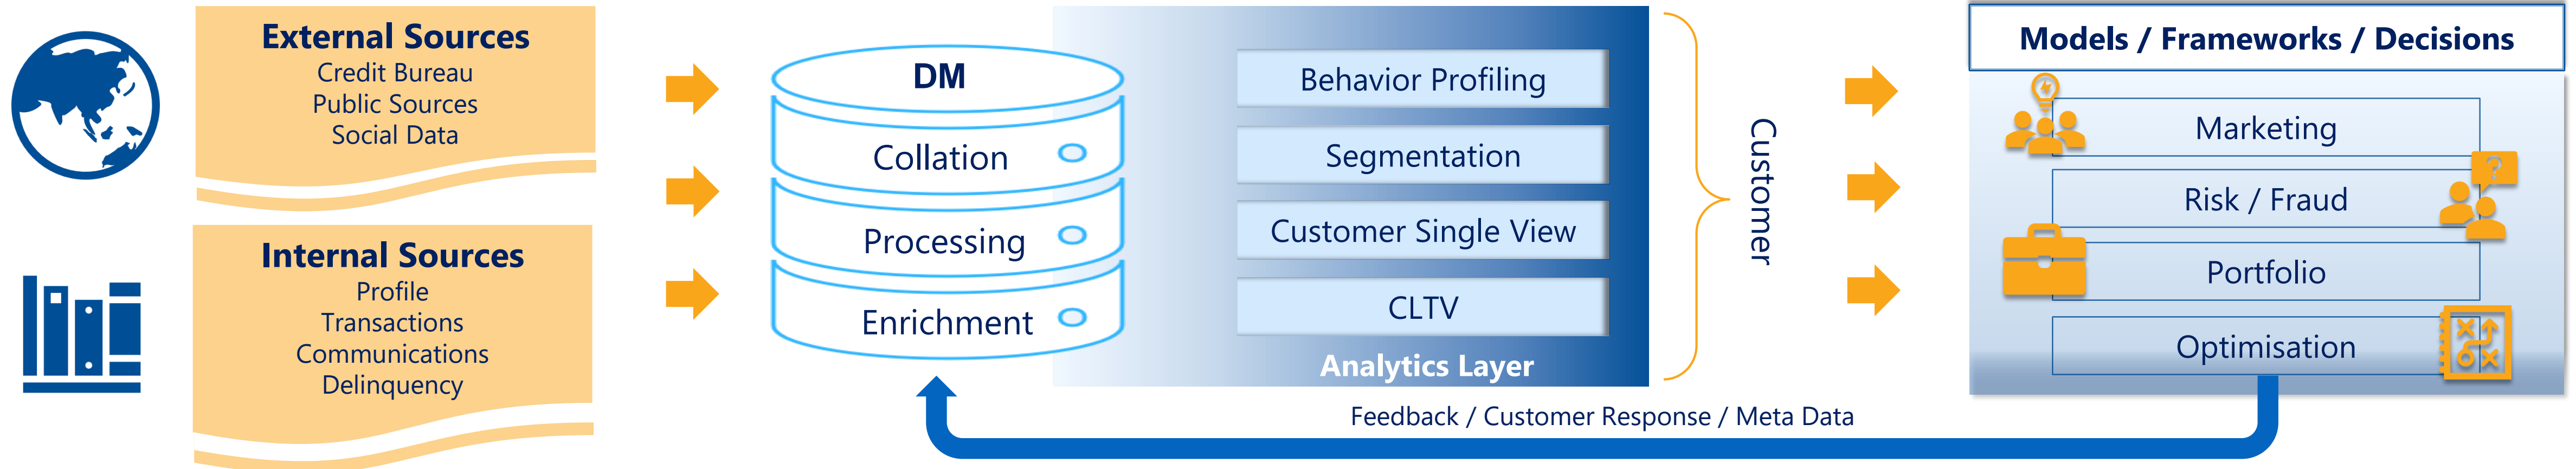 External Sources
Credit Bureau
Public Sources
Social Data
Internal Sources
Profile
Transactions
Communications
Delinquency
DM
Collation
Processing
Enrichment
Behavior Profiling
Segmentation
Customer Single View
CLTV
Analytics Layer
Customer
Models / Frameworks / Decisions
Marketing
?
Risk / Fraud
Portfolio
Optimisation
Feedback / Customer Response / Meta Data